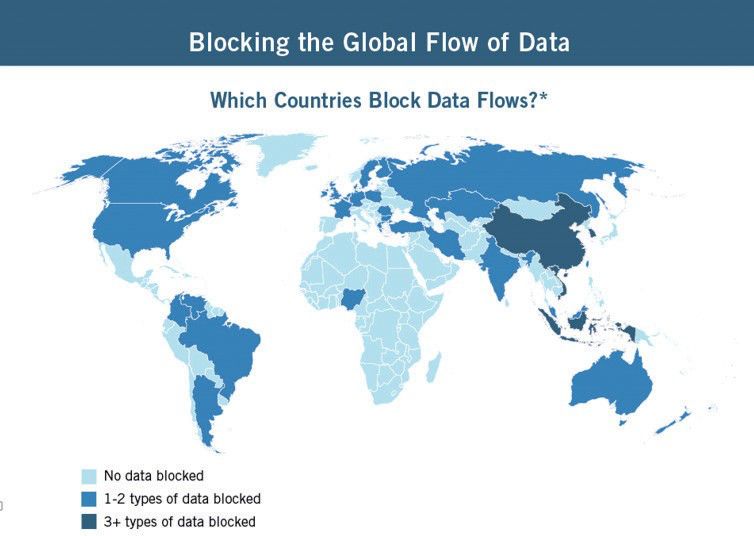 Blocking the Global Flow of Data
Which Countries Block Data Flows?*
No data blocked
1-2 types of data blocked
3+ types of data blocked